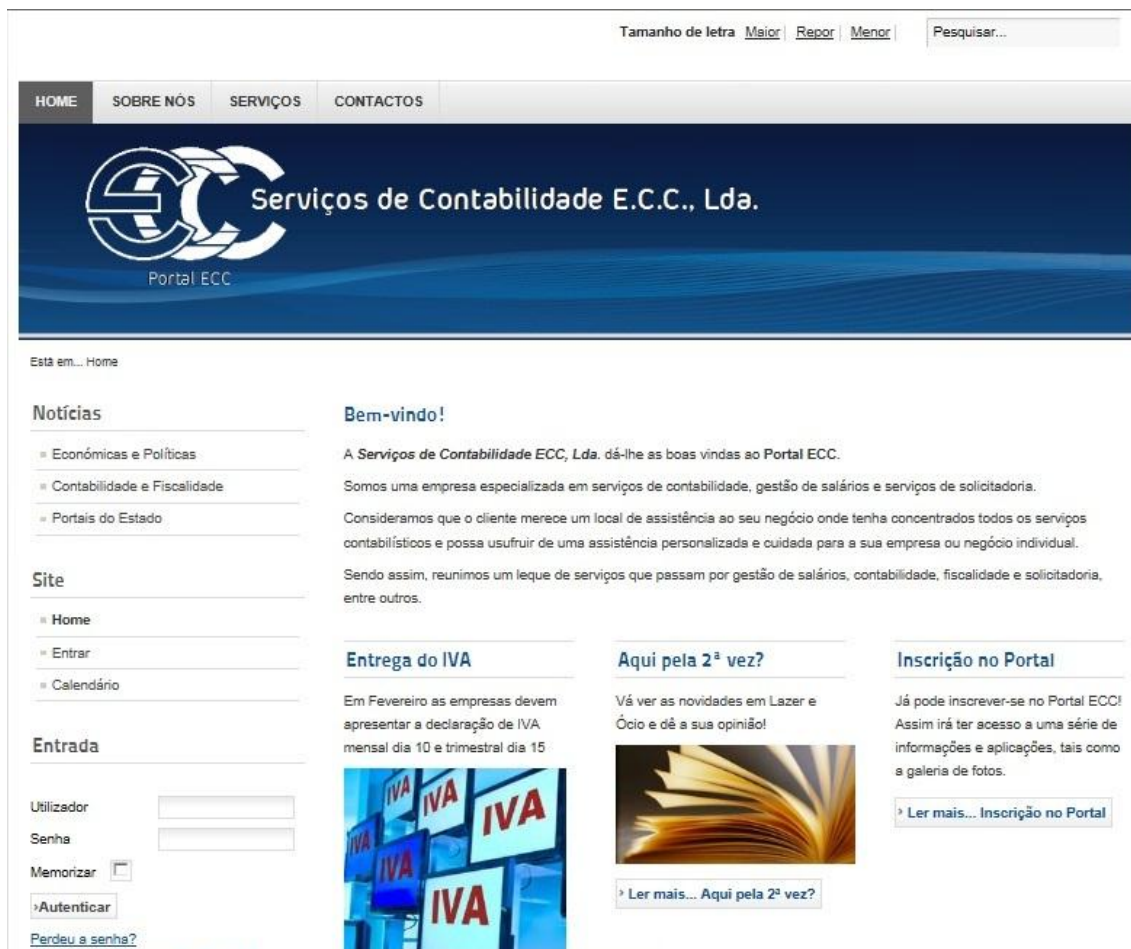 Tamanho de letra Maior Repor Menor Pesquisar...
HOME SOBRE NÓS SERVIÇOS CONTACTOS
ECC
Serviços de Contabilidade E.C.C., Lda.
Portal ECC
Está em... Home
Notícias
Económicas e Políticas
Contabilidade e Fiscalidade
Portais do Estado
Site
Home
Entrar
Calendário
Entrada
Utilizador
Senha
Memorizar
›Autenticar
Perdeu a senha?
Bem-vindo!
A Serviços de Contabilidade ECC, Lda. dá-lhe as boas vindas ao Portal ECC.
Somos uma empresa especializada em serviços de contabilidade, gestão de salários e serviços de solicitadoria.
Consideramos que o cliente merece um local de assistência ao seu negócio onde tenha concentrados todos os serviços
contabilísticos e possa usufruir de uma assistência personalizada e cuidada para a sua empresa ou negócio individual.
Sendo assim, reunimos um leque de serviços que passam por gestão de salários, contabilidade, fiscalidade e solicitadoria,
entre outros.
Entrega do IVA
Em Fevereiro as empresas devem
apresentar a declaração de IVA
mensal dia 10 e trimestral dia 15
IVA
IVA
IVA
IVA
IVA
IVA
Aqui pela 2ª vez?
Vá ver as novidades em Lazer e
Ócio e dê a sua opinião!
› Ler mais... Aqui pela 2ª vez?
Inscrição no Portal
Já pode inscrever-se no Portal ECC!
Assim irá ter acesso a uma série de
informações e aplicações, tais como
a galeria de fotos.
› Ler mais... Inscrição no Portal